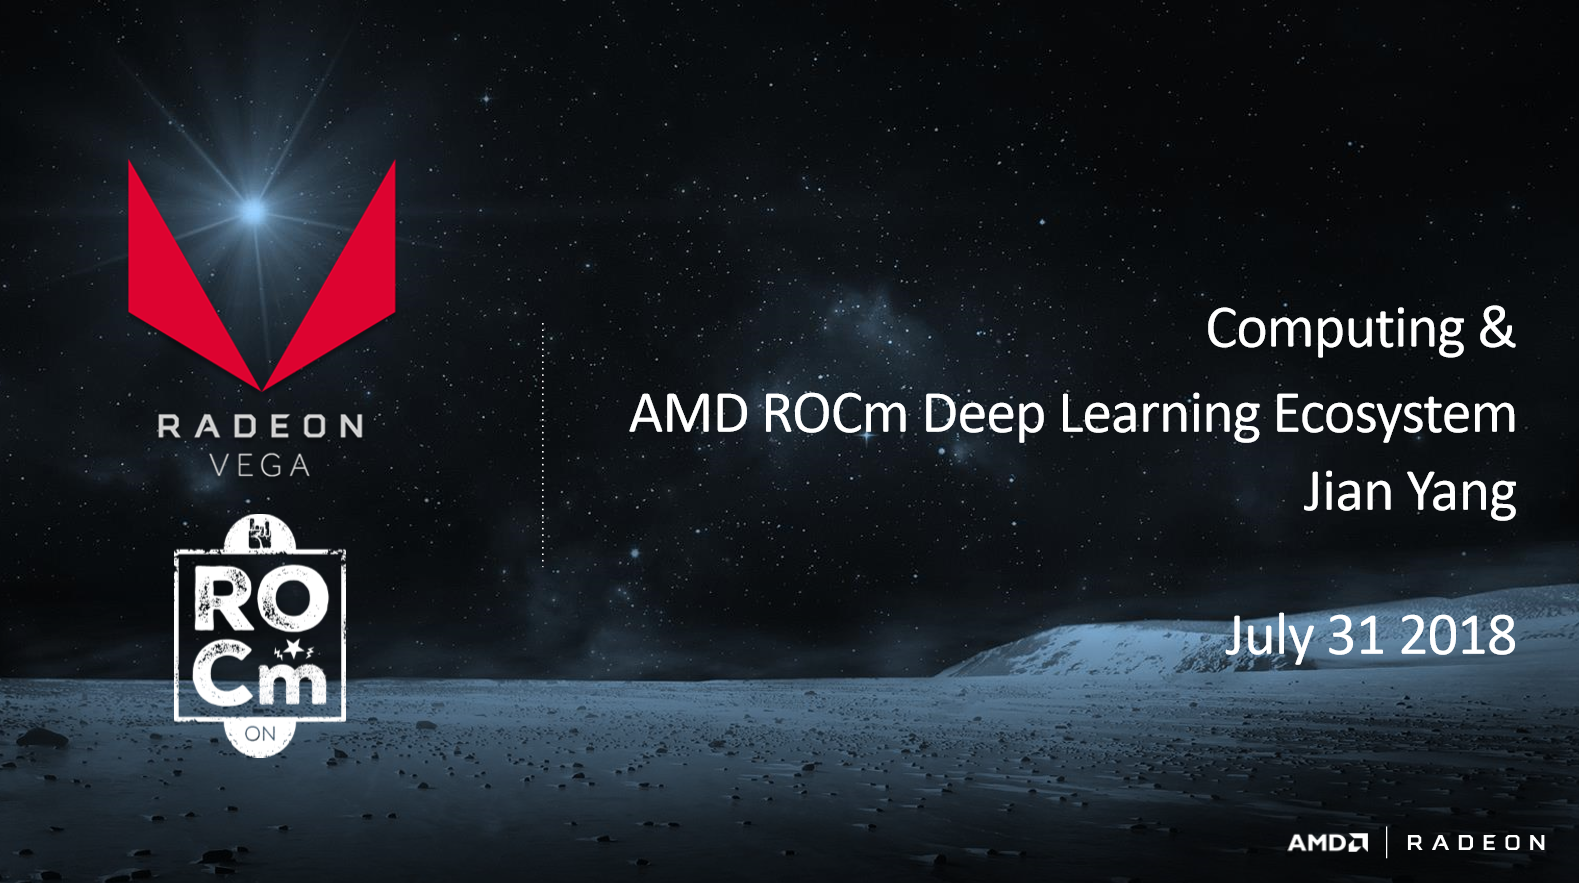 RADEON
VEGA
RO
Cm
ON
Computing &
AMD ROCm Deep Learning Ecosystem
Jian Yang
July 31 2018
AMD RADEON